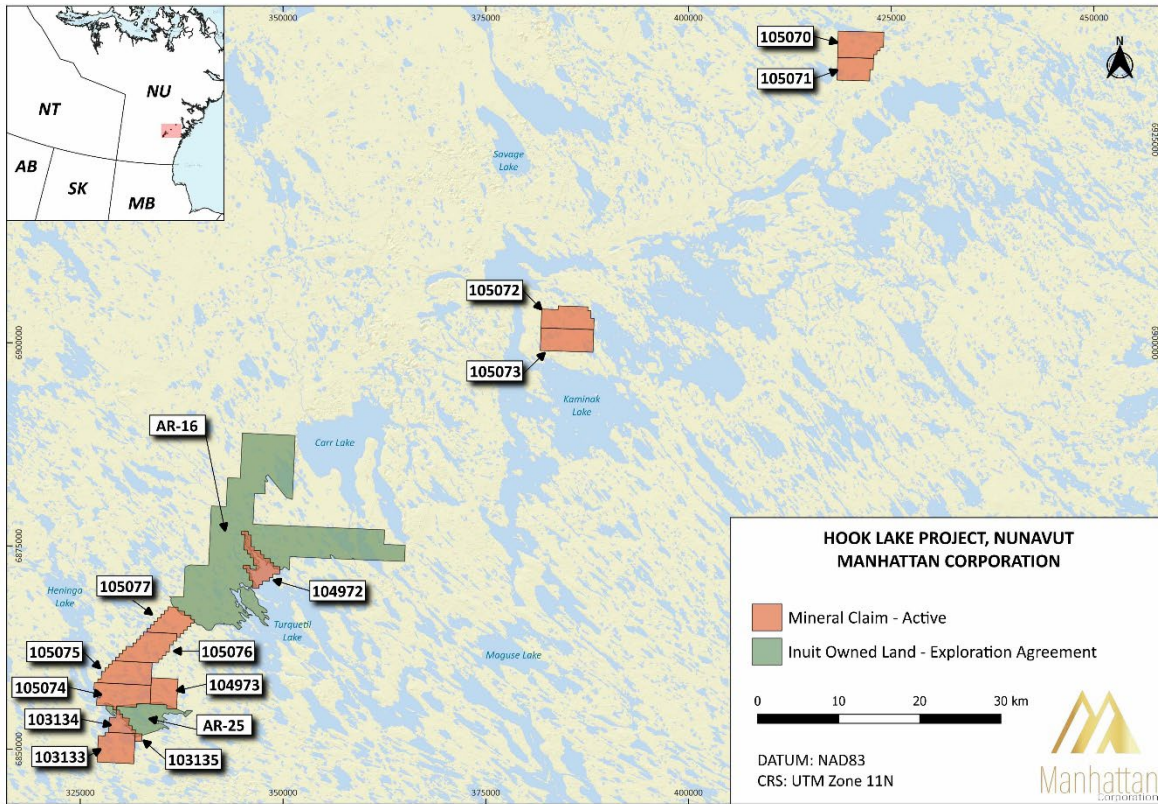 350000
375000
400000
425000
450000
NT
NU
AB
SK
MB
105070
105071
N
6925000
6925000
Savage
Lake
105072
105073
6900000
6900000
Kaminak
Lake
AR-16
Carr Lake
6875000
104972
105077
Heninga
Lake
Turquetil
Lake
105076
105075
Maguse Lake
105074
104973
103134
AR-25
103133
103135
6850000
325000
350000
375000
400000
HOOK LAKE PROJECT, NUNAVUT
MANHATTAN CORPORATION
Mineral Claim - Active
Inuit Owned Land - Exploration Agreement
0 10 20 30 km
DATUM: NAD83
CRS: UTM Zone 11N
Manhattan
Corporation